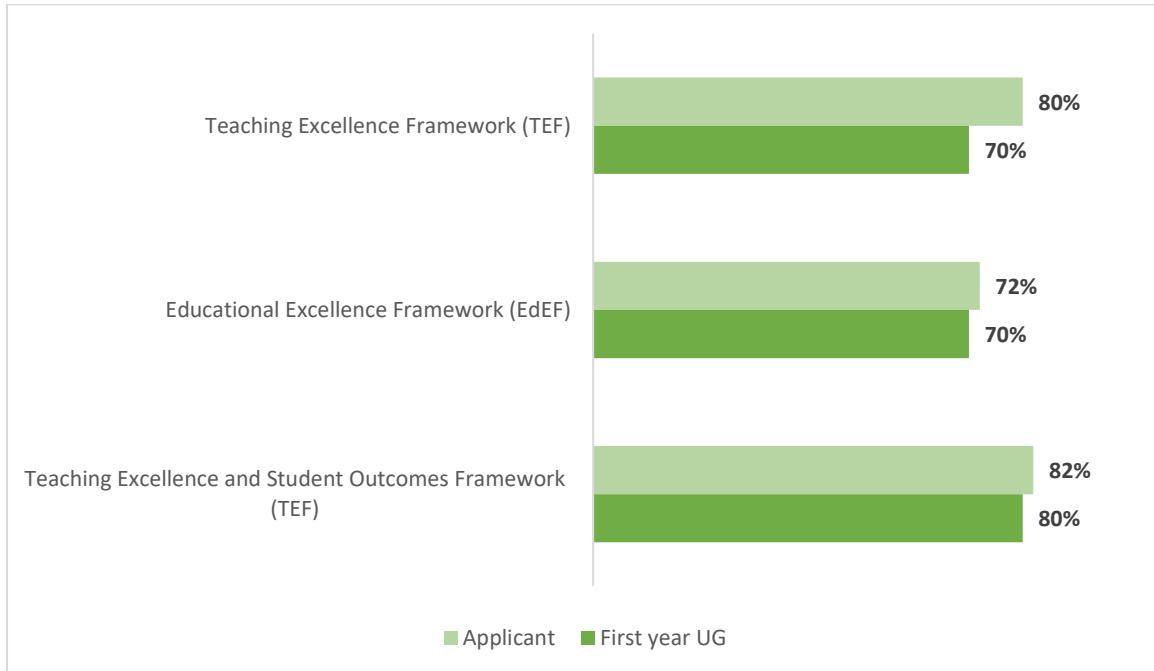 Teaching Excellence Framework (TEF)
80%
70%
Educational Excellence Framework (EdEF)
72%
70%
Teaching Excellence and Student Outcomes Framework
(TEF)
82%
80%
Applicant First year UG